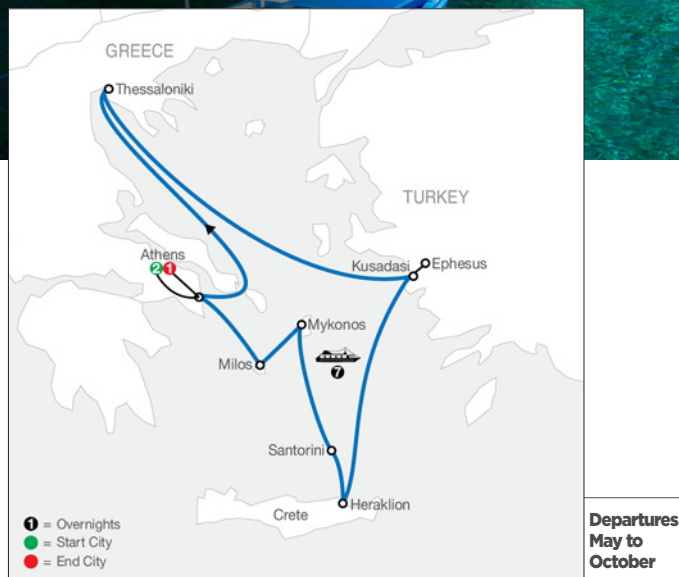 GREECE
Thessaloniki
TURKEY
Athens
2 1
Kusadasi
Ephesus
Mykonos
Milos
7
Santorini
Heraklion
Crete
1 = Overnights
= Start City
= End City
Departures
May to
October